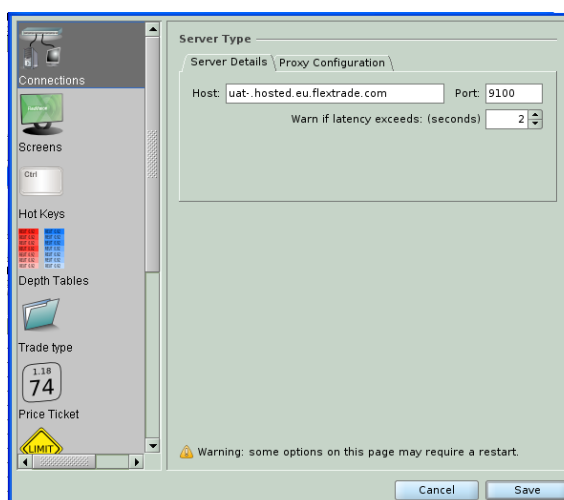 Connections
Screens
Ctrl
Hot Keys
Depth Tables
Trade type
1.18
74
Price Ticket
LIMIT
Server Type
Server Details
Proxy Configuration
Host: uat-.hosted.eu.flextrade.com Port: 9100
Warn if latency exceeds: (seconds) 2
Warning: some options on this page may require a restart.
Cancel Save